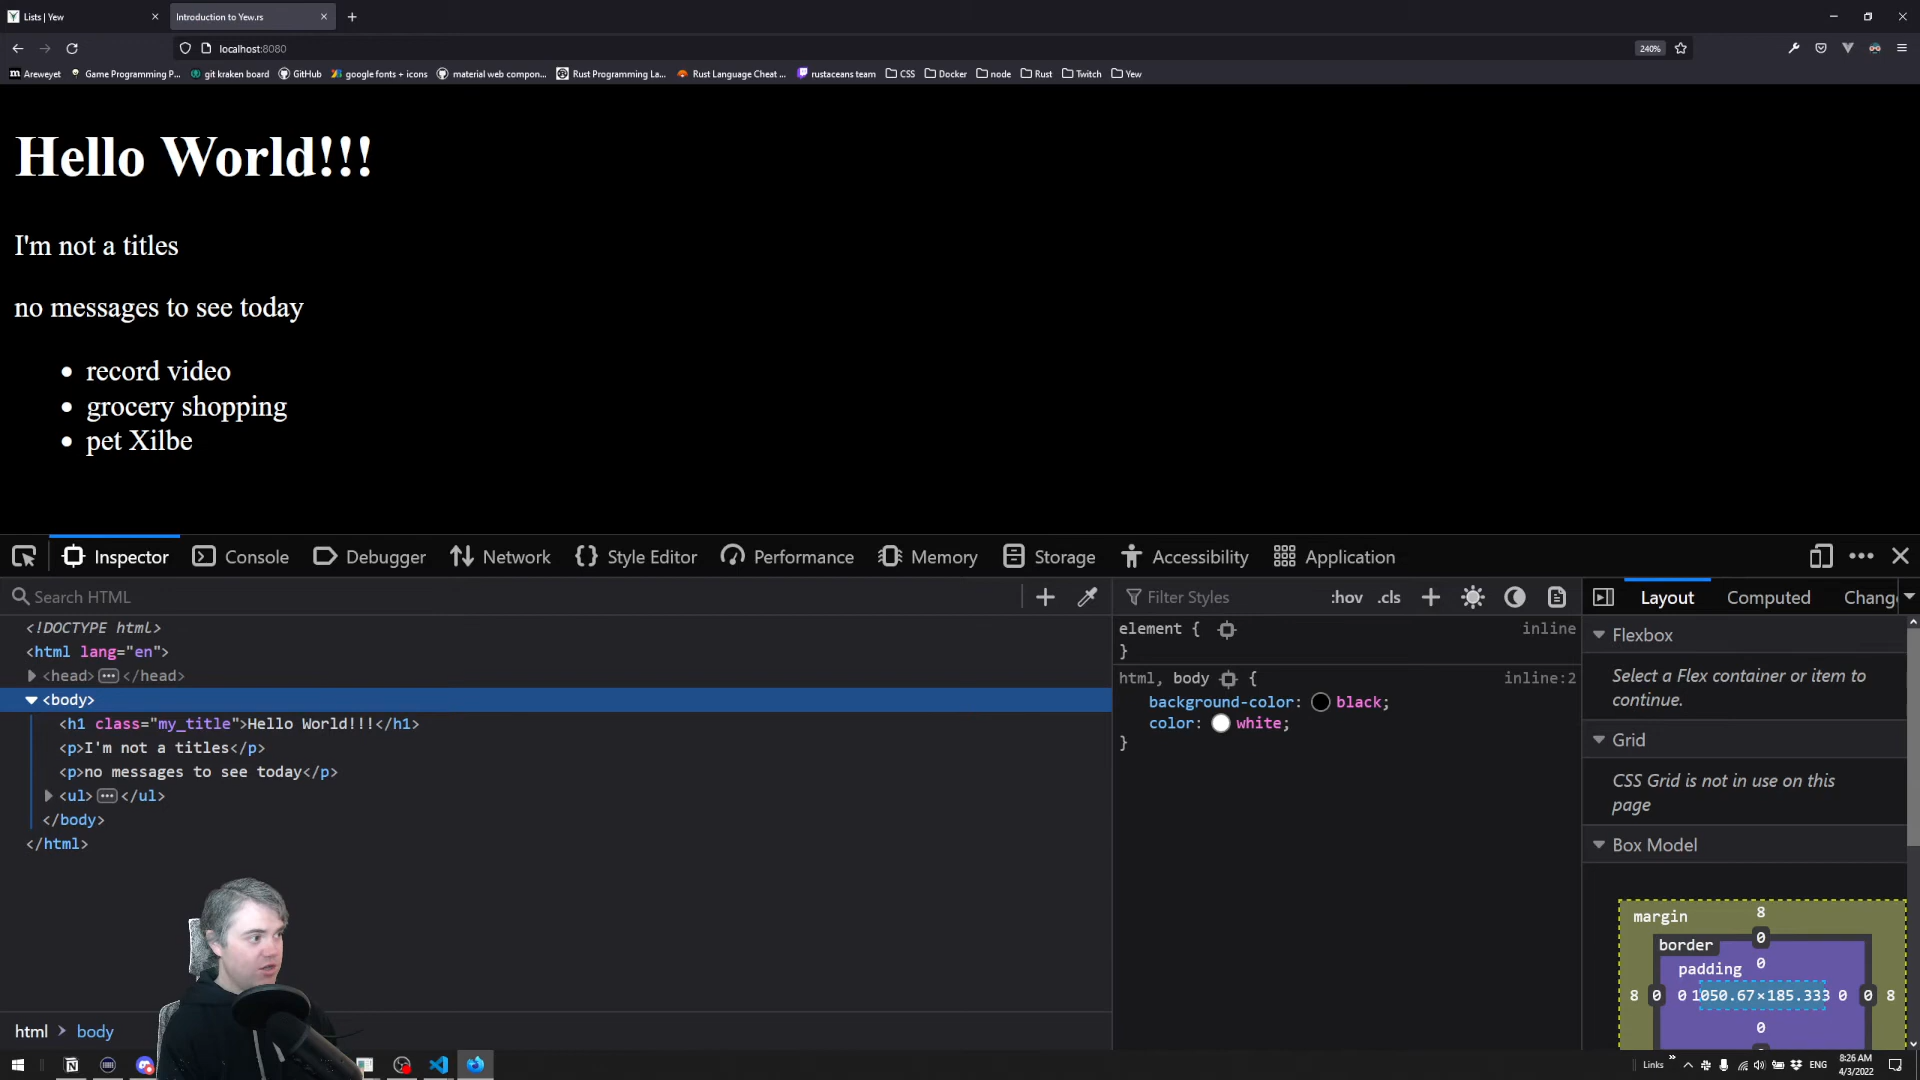 Lists | Yew
Introduction to Yew.rs
localhost:8080
240%
Areweyet
Game Programming P...
git kraken board
GitHub
google fonts + icons
material web compon...
Rust Programming La...
Rust Language Cheat ...
rustaceans team
CSS
Docker
node
Rust
Twitch
Yew
Hello World!!!
I'm not a titles
no messages to see today
• record video
• grocery shopping
• pet Xilbe
Inspector
Console
Debugger
Network
Style Editor
Performance
Memory
Storage
Accessibility
Application
Search HTML
<!DOCTYPE html>
<html lang="en">
<head> ... </head>
<body>
<h1 class="my_title">Hello World!!!</h1>
<p>I'm not a titles</p>
<p>no messages to see today</p>
<ul> ... </ul>
</body>
</html>
html > body
Filter Styles
:hov
.cls
element {
inline
}
html, body {
inline:2
background-color: black;
color: white;
}
Layout
Computed
Chang
Flexbox
Select a Flex container or item to
continue.
Grid
CSS Grid is not in use on this
page
Box Model
margin
8
border
0
padding
0
8 0 0 1050.67×185.333 0 0 8
0
Links
ENG
8:26 AM
4/3/2022